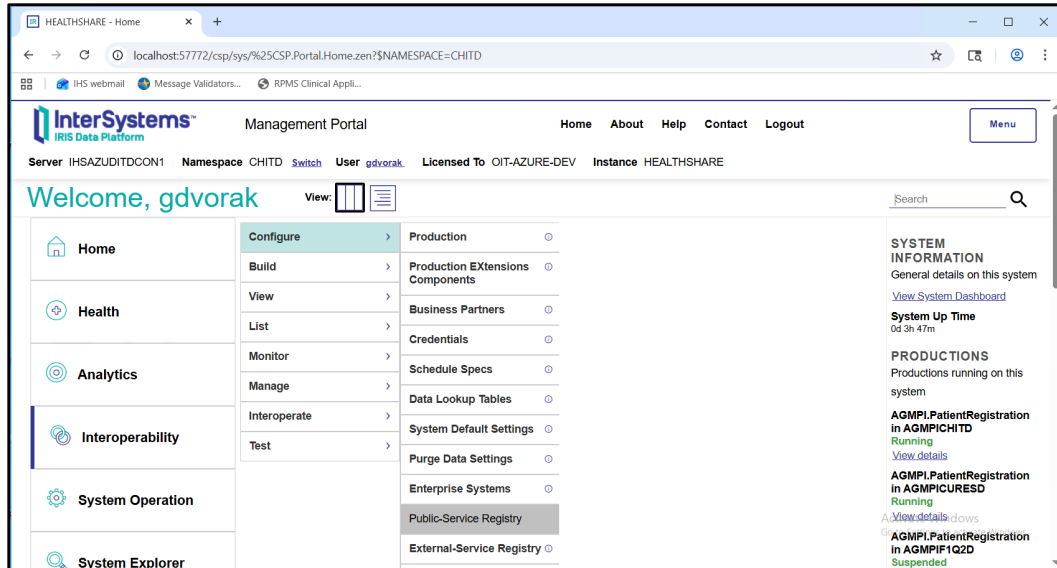 HEALTHSHARE - Home
localhost:57772/csp/sys/%25CSP.Portal.Home.zen?$NAMESPACE=CHITD
IHS webmail Message Validators... RPMS Clinical Appli...
InterSystems™
IRIS Data Platform
Management Portal
Home About Help Contact Logout
Menu
Server IHSAZUDITDCON1 Namespace CHITD Switch User gdvorak Licensed To OIT-AZURE-DEV Instance HEALTHSHARE
Welcome, gdvorak
View:
Search
Home
Health
Analytics
Interoperability
System Operation
System Explorer
Configure
Build
View
List
Monitor
Manage
Interoperate
Test
Production
Production EXtensions
Components
Business Partners
Credentials
Schedule Specs
Data Lookup Tables
System Default Settings
Purge Data Settings
Enterprise Systems
Public-Service Registry
External-Service Registry
SYSTEM
INFORMATION
General details on this system
View System Dashboard
System Up Time
0d 3h 47m
PRODUCTIONS
Productions running on this
system
AGMPI.PatientRegistration
in AGMPICHITD
Running
View details
AGMPI.PatientRegistration
in AGMPICURESD
Running
View details
AGMPI.PatientRegistration
in AGMPIF1Q2D
Suspended